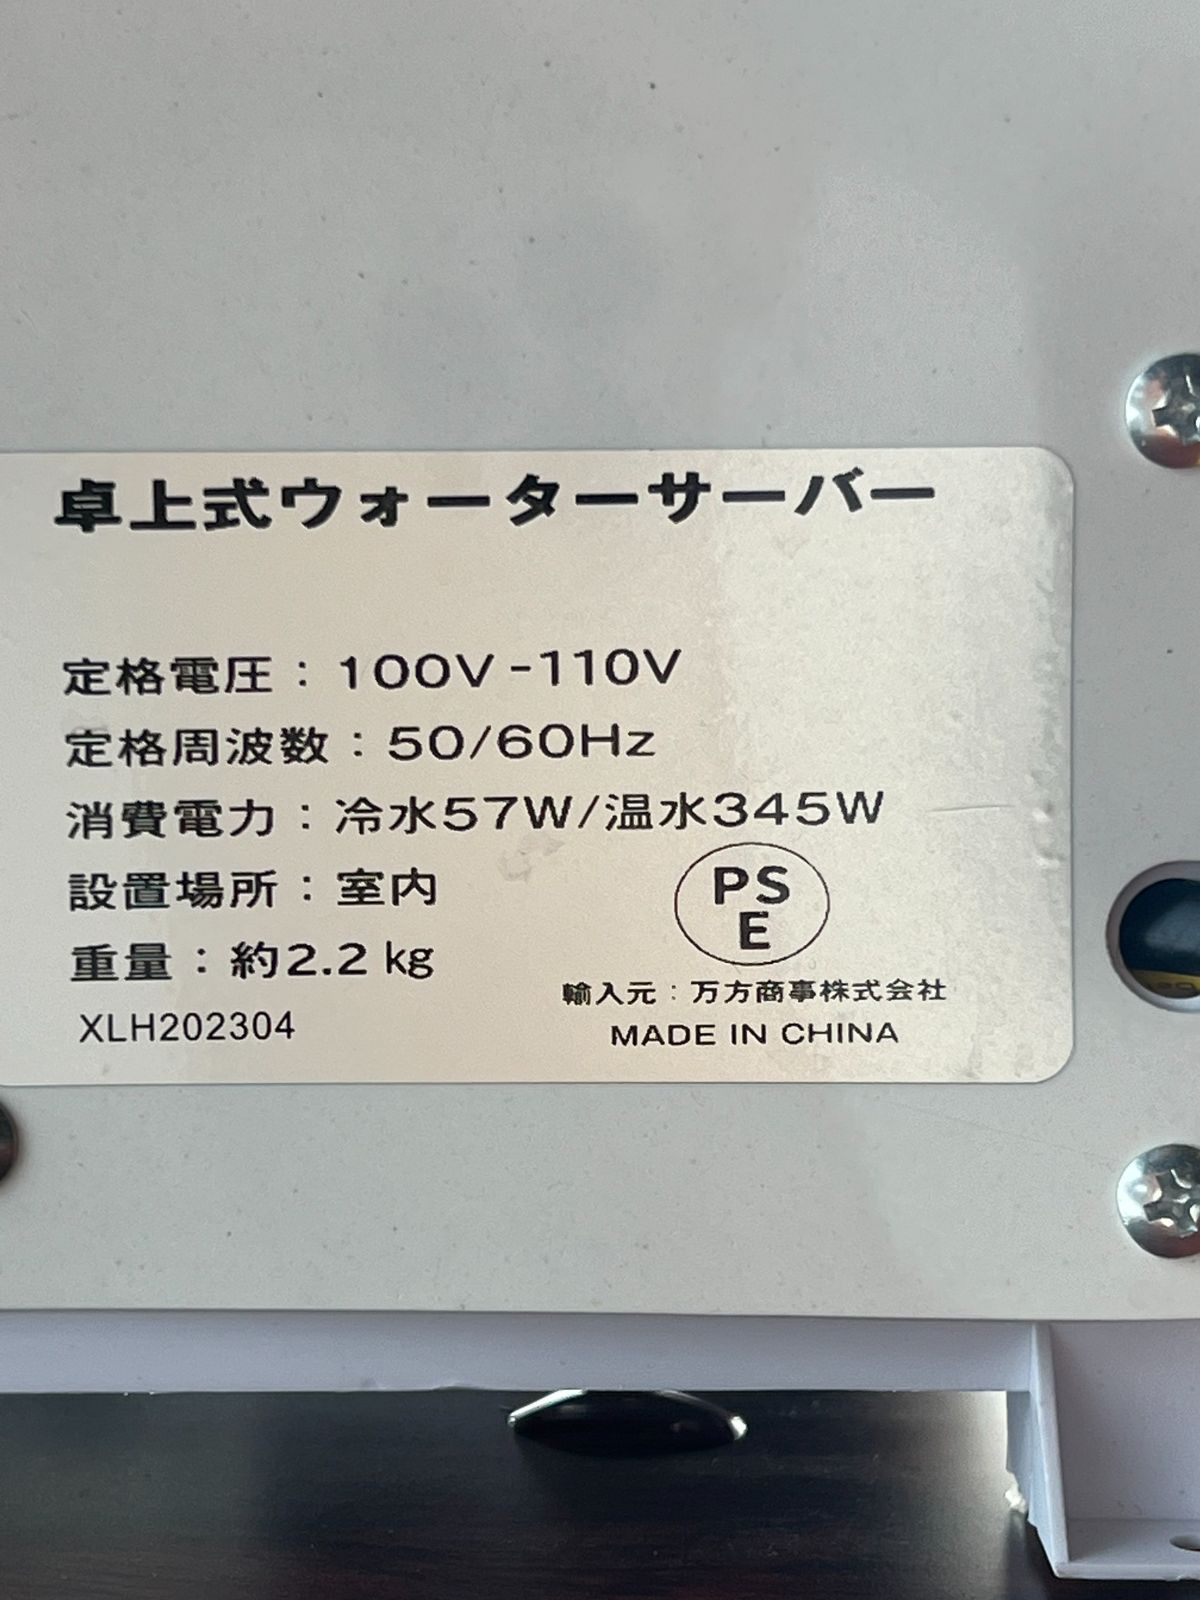 卓上式ウォーターサーバー
定格電圧：100V-110V
定格周波数：50/60Hz
消費電力：冷水57W/温水345W
設置場所：室内
重量：約2.2kg
XLH202304
PS
E
輸入元：万方商事株式会社
MADE IN CHINA